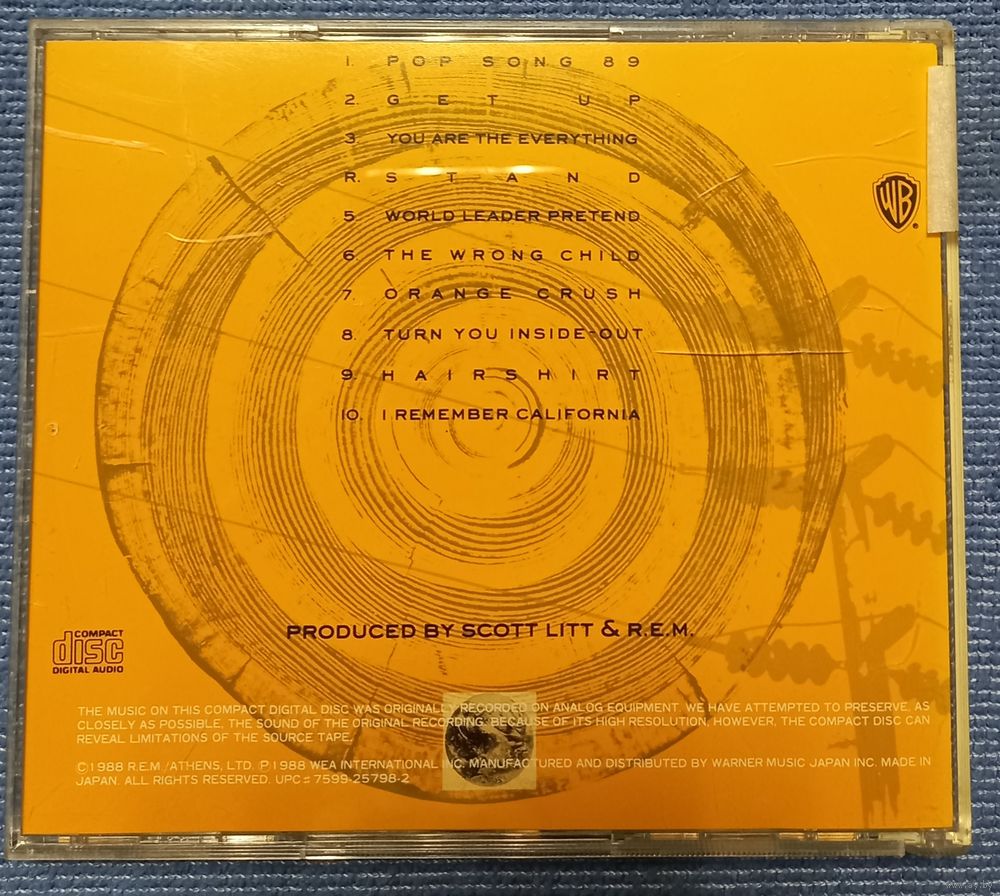 1. POP SONG 89
2. GET UP
3. YOU ARE THE EVERYTHING
R. STAND
5. WORLD LEADER PRETEND
6. THE WRONG CHILD
7. ORANGE CRUSH
8. TURN YOU INSIDE-OUT
9. HAIRSHIRT
10. I REMEMBER CALIFORNIA
WB
PRODUCED BY SCOTT LITT & R.E.M.
COMPACT
disc
DIGITAL AUDIO
THE MUSIC ON THIS COMPACT DIGITAL DISC WAS ORIGINALLY RECORDED ON ANALOG EQUIPMENT. WE HAVE ATTEMPTED TO PRESERVE, AS
CLOSELY AS POSSIBLE, THE SOUND OF THE ORIGINAL RECORDING. BECAUSE OF ITS HIGH RESOLUTION, HOWEVER, THE COMPACT DISC CAN
REVEAL LIMITATIONS OF THE SOURCE TAPE.
© 1988 R.E.M./ATHENS, LTD. ℗ 1988 WEA INTERNATIONAL INC. MANUFACTURED AND DISTRIBUTED BY WARNER MUSIC JAPAN INC. MADE IN
JAPAN. ALL RIGHTS RESERVED. UPC# 7599-25798-2